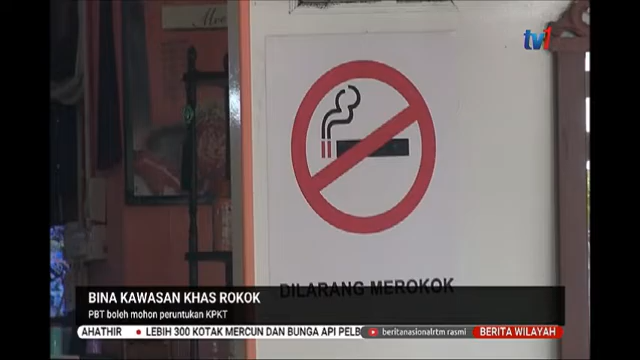 tv1
DILARANG MEROKOK
BINA KAWASAN KHAS ROKOK
PBT boleh mohon peruntukan KPKT
AHATHIR • LEBIH 300 KOTAK MERCUN DAN BUNGA API PELB
beritanasionalrtm rasmi
BERITA WILAYAH